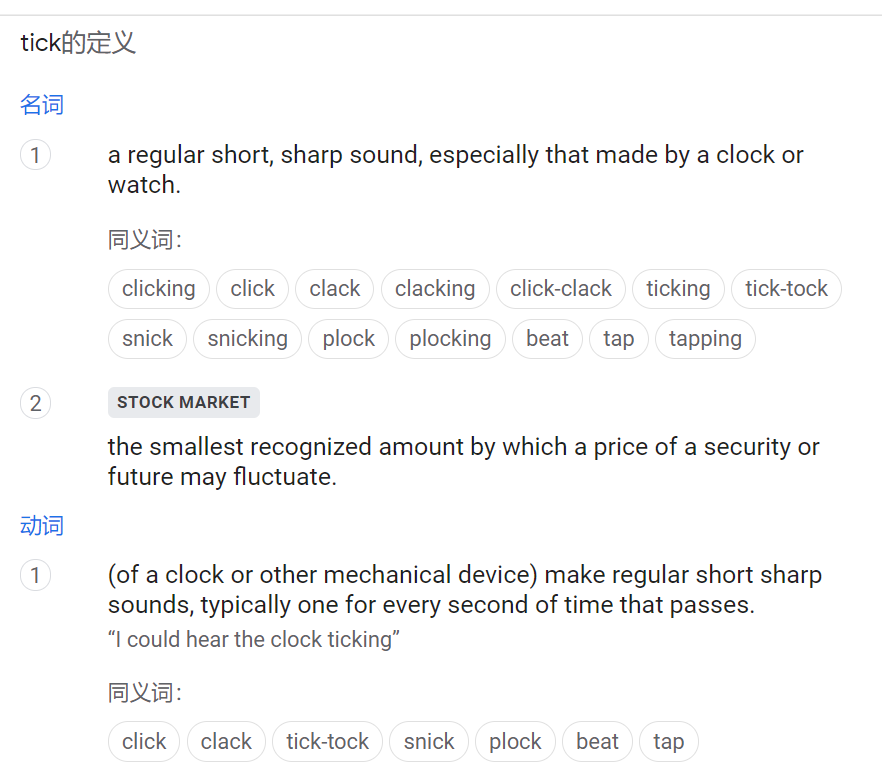 tick的定义
名词
1 a regular short, sharp sound, especially that made by a clock or
watch.
同义词：
clicking click clack clacking click-clack ticking tick-tock
snick snicking plock plocking beat tap tapping
2 STOCK MARKET
the smallest recognized amount by which a price of a security or
future may fluctuate.
动词
1 (of a clock or other mechanical device) make regular short sharp
sounds, typically one for every second of time that passes.
“I could hear the clock ticking”
同义词：
click clack tick-tock snick plock beat tap